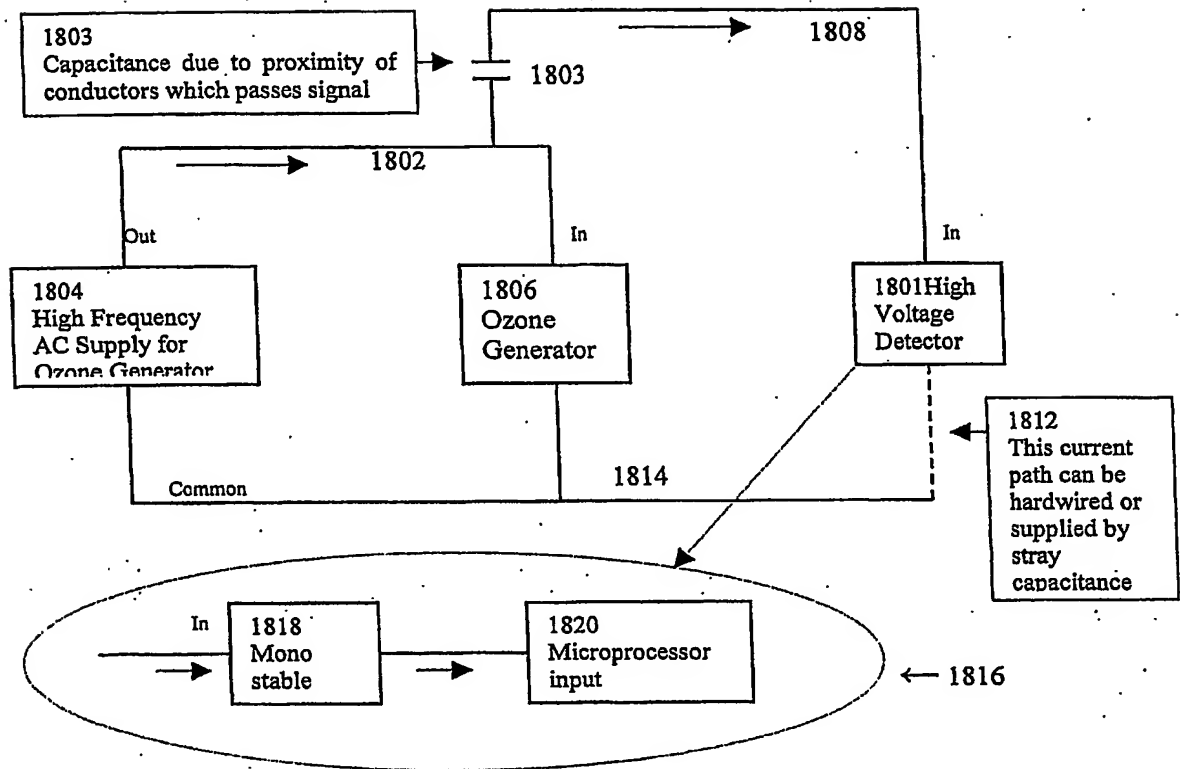 1803
Capacitance due to proximity of
conductors which passes signal
1803
1808
1802
Out
In
In
1804
High Frequency
AC Supply for
Ozone Generator
1806
Ozone
Generator
1801High
Voltage
Detector
1812
This current
path can be
hardwired or
supplied by
stray
capacitance
Common
1814
In
1818
Mono
stable
1820
Microprocessor
input
1816